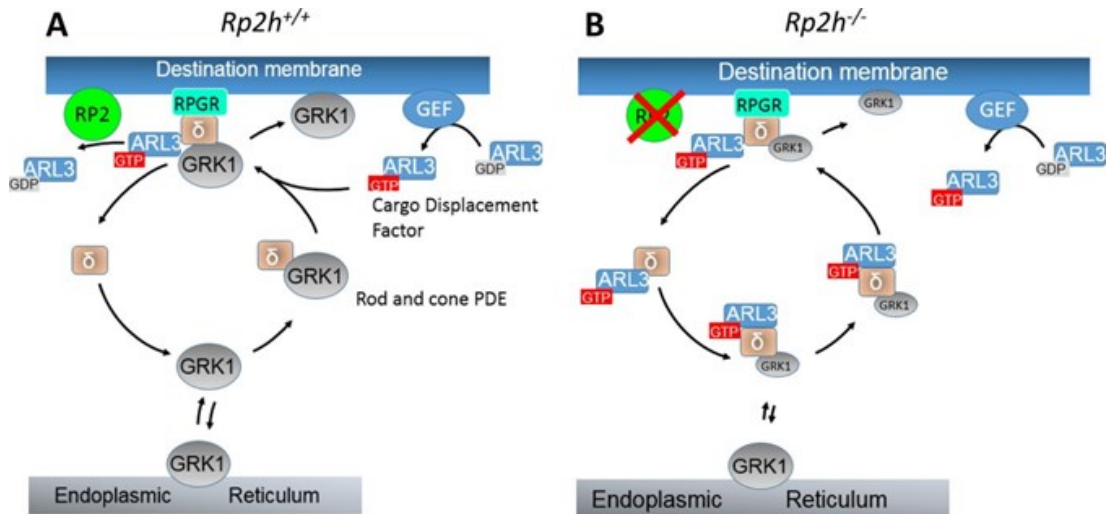 A
Rp2h+/+
Destination membrane
RP2
RPGR
δ
GRK1
GEF
ARL3
GTP
GRK1
ARL3
GDP
ARL3
GTP
ARL3
GDP
Cargo Displacement
Factor
δ
δ
GRK1
Rod and cone PDE
GRK1
GRK1
Endoplasmic Reticulum
B
Rp2h-/-
Destination membrane
RPGR
δ
GRK1
GRK1
GEF
ARL3
GTP
ARL3
GTP
ARL3
GDP
δ
ARL3
GTP
ARL3
GTP
δ
GRK1
ARL3
GTP
δ
GRK1
GRK1
Endoplasmic Reticulum